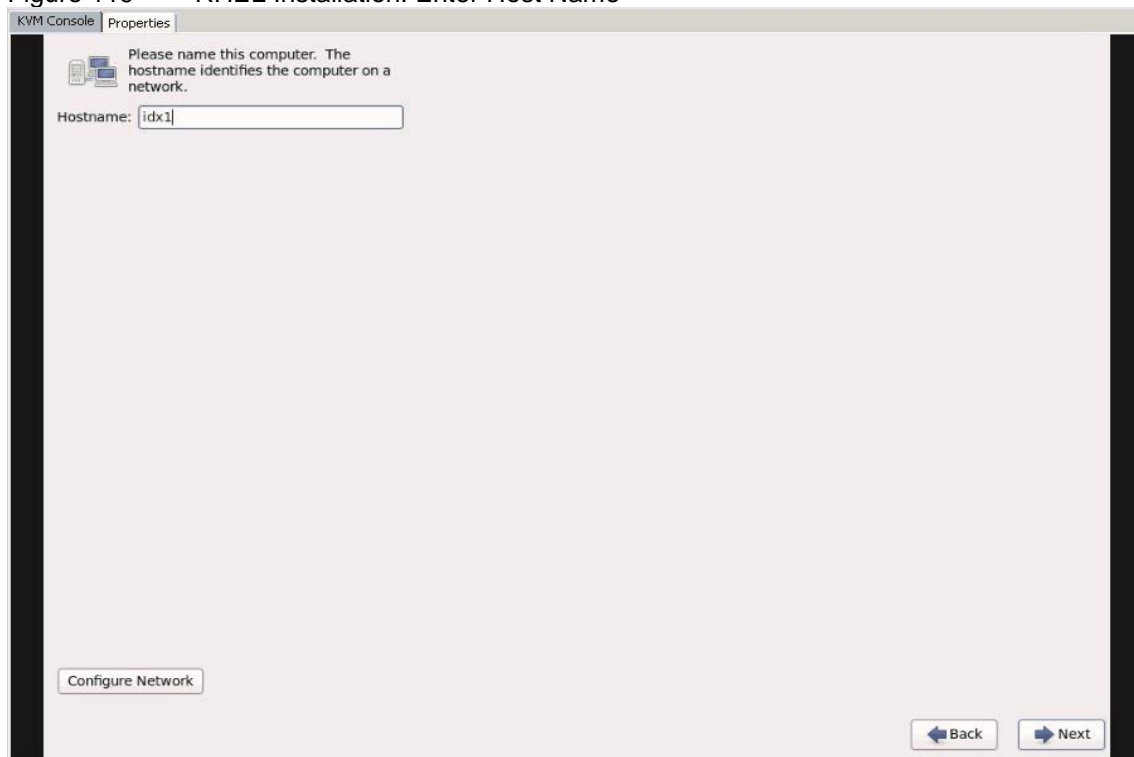 KVM Console Properties
Please name this computer. The
hostname identifies the computer on a
network.
Hostname: idx1
Configure Network
Back Next